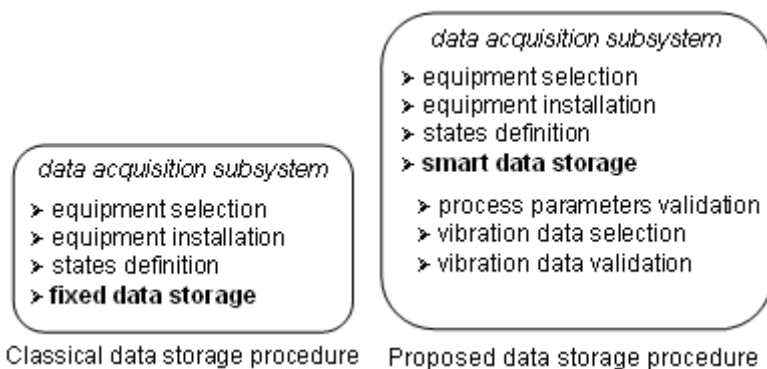 data acquisition subsystem
➢ equipment selection
➢ equipment installation
➢ states definition
➢ fixed data storage
Classical data storage procedure
data acquisition subsystem
➢ equipment selection
➢ equipment installation
➢ states definition
➢ smart data storage
➢ process parameters validation
➢ vibration data selection
➢ vibration data validation
Proposed data storage procedure